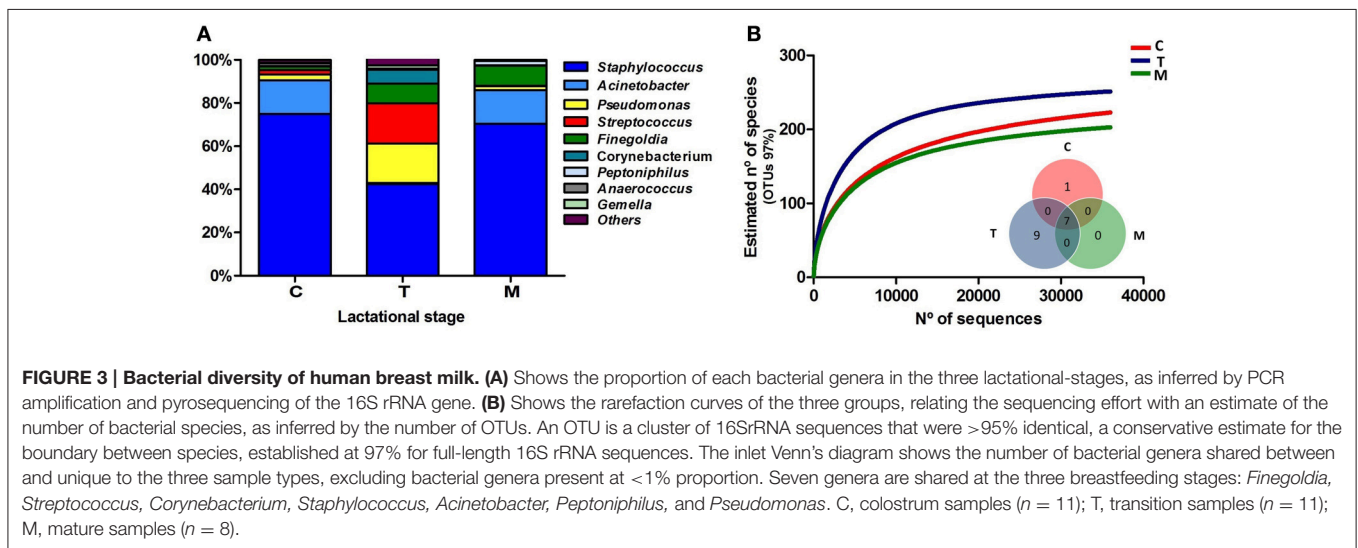 A
100%
80%
60%
40%
20%
0%
C
T
M
Lactational stage
Staphylococcus
Acinetobacter
Pseudomonas
Streptococcus
Finegoldia
Corynebacterium
Peptoniphilus
Anaerococcus
Gemella
Others
B
Estimated nº of species
(OTUs 97%)
300
200
100
0
0
10000
20000
30000
40000
Nº of sequences
C
T
M
C
1
0
0
7
T
9
0
0
M
FIGURE 3 | Bacterial diversity of human breast milk. (A) Shows the proportion of each bacterial genera in the three lactational-stages, as inferred by PCR
amplification and pyrosequencing of the 16S rRNA gene. (B) Shows the rarefaction curves of the three groups, relating the sequencing effort with an estimate of the
number of bacterial species, as inferred by the number of OTUs. An OTU is a cluster of 16SrRNA sequences that were >95% identical, a conservative estimate for the
boundary between species, established at 97% for full-length 16S rRNA sequences. The inlet Venn's diagram shows the number of bacterial genera shared between
and unique to the three sample types, excluding bacterial genera present at <1% proportion. Seven genera are shared at the three breastfeeding stages: Finegoldia,
Streptococcus, Corynebacterium, Staphylococcus, Acinetobacter, Peptoniphilus, and Pseudomonas. C, colostrum samples (n = 11); T, transition samples (n = 11);
M, mature samples (n = 8).